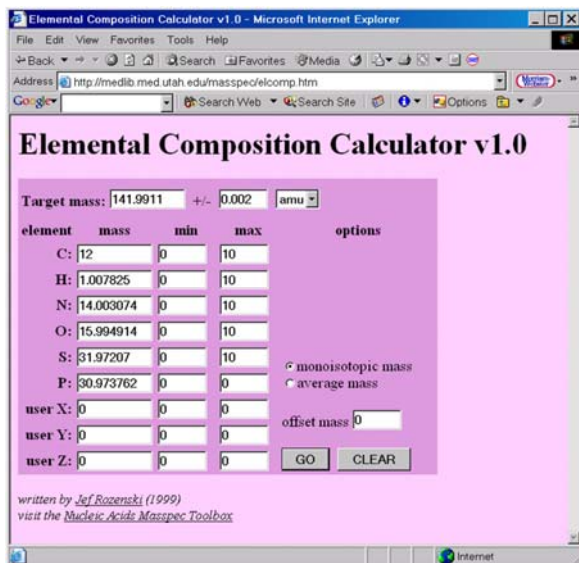 Elemental Composition Calculator v1.0 - Microsoft Internet Explorer
File Edit View Favorites Tools Help
Back Search Favorites Media
Address http://medlib.med.utah.edu/masspec/elcomp.htm
Google Search Web Search Site Options
Elemental Composition Calculator v1.0
Target mass: 141.9911 +/- 0.002 amu
element mass min max options
C: 12 0 10
H: 1.007825 0 10
N: 14.003074 0 10
O: 15.994914 0 10
S: 31.97207 0 10
monoisotopic mass
P: 30.973762 0 0
average mass
user X: 0 0 0
offset mass 0
user Y: 0 0 0
user Z: 0 0 0 GO CLEAR
written by Jef Rozenski (1999)
visit the Nucleic Acids Masspec Toolbox
Internet